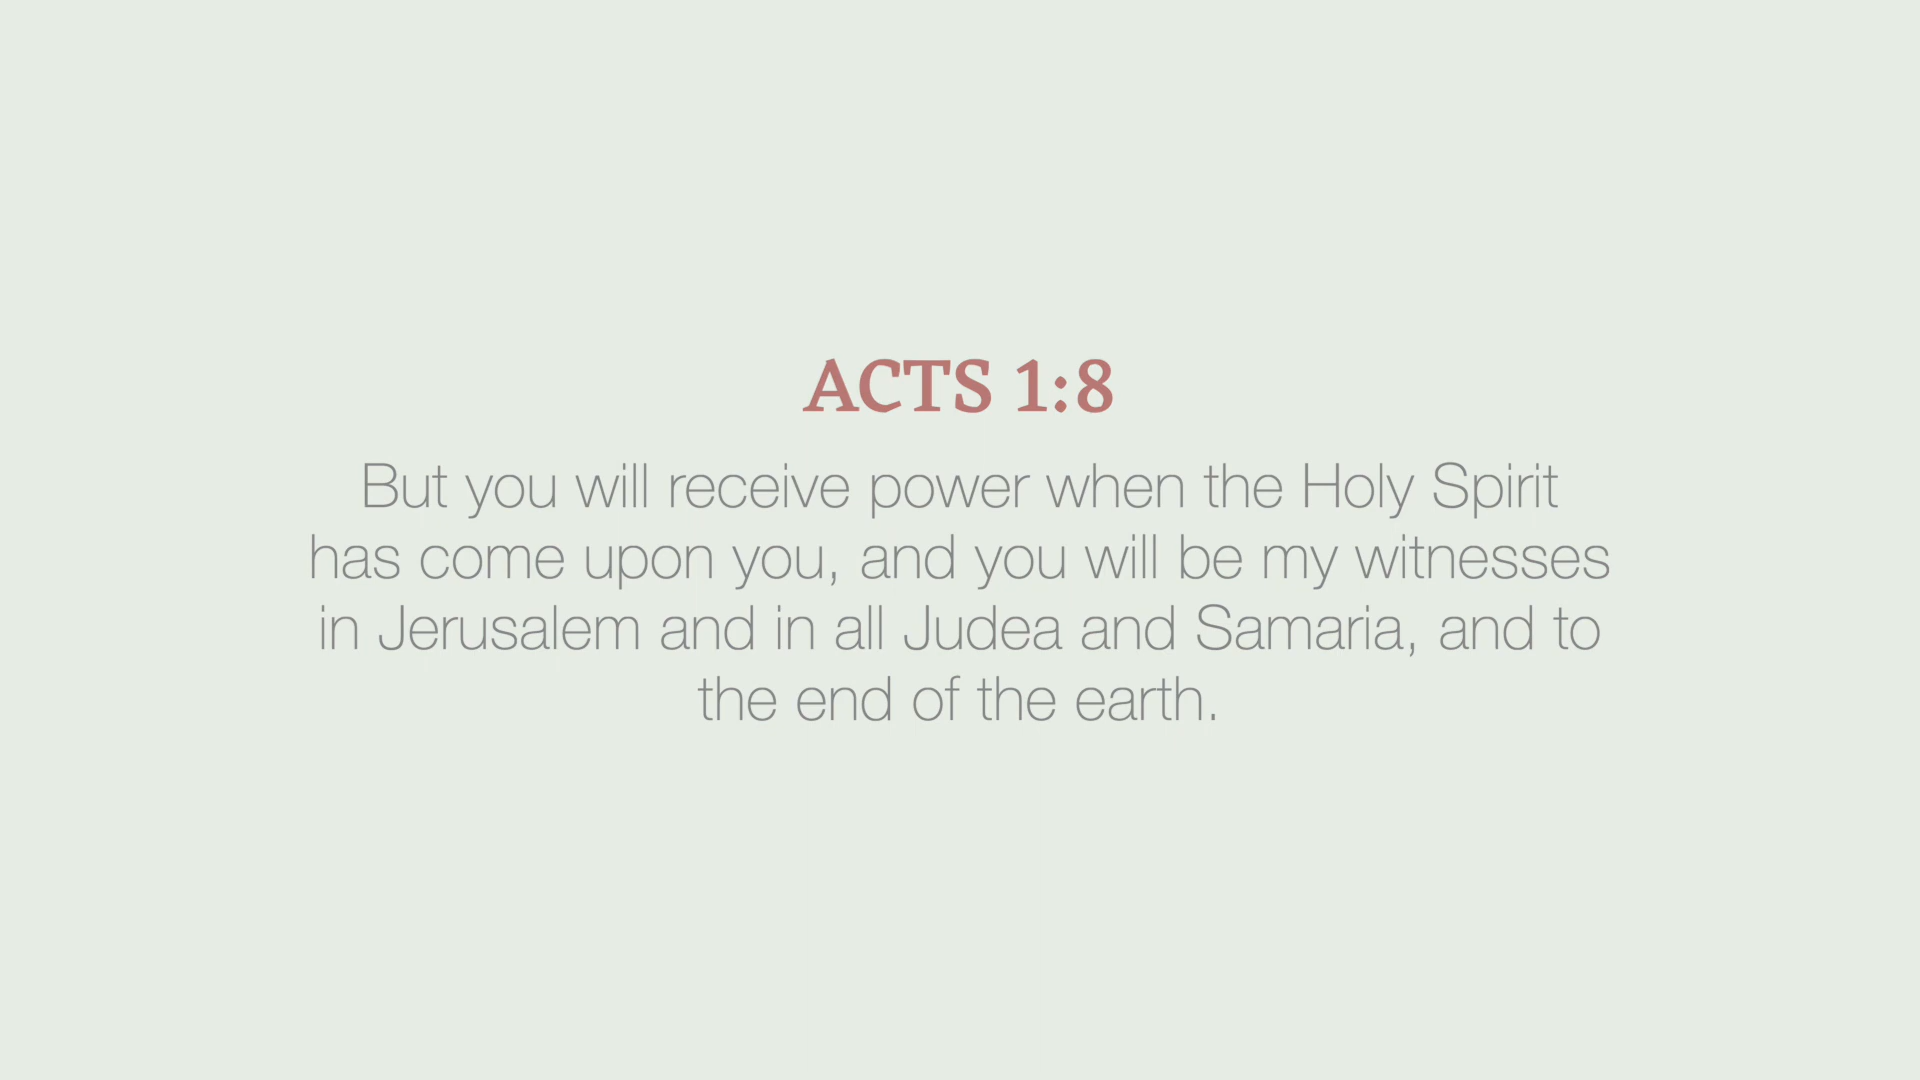 ACTS 1:8
But you will receive power when the Holy Spirit
has come upon you, and you will be my witnesses
in Jerusalem and in all Judea and Samaria, and to
the end of the earth.